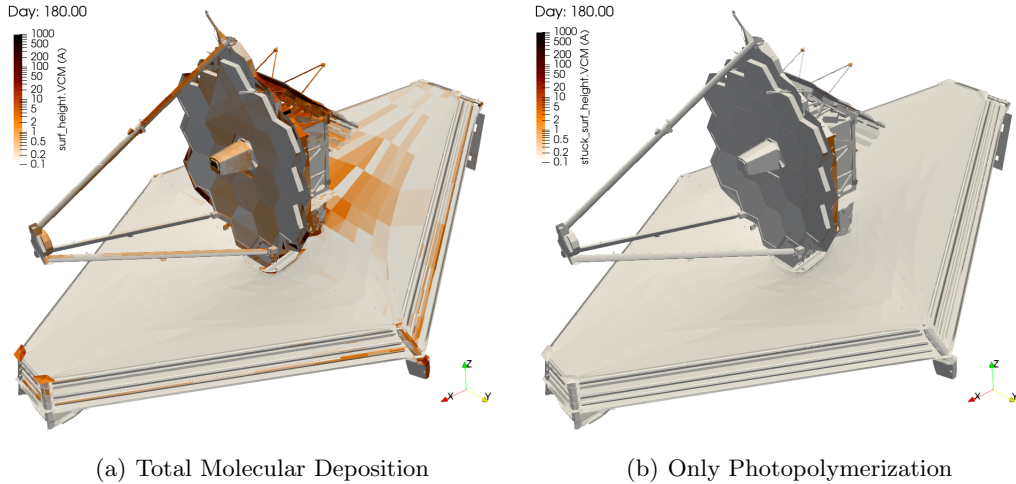 Day: 180.00
1000
500
200
100
50
20
10
5
2
1
0.5
0.2
0.1
surf_height.VCM (A)
Z
X
Y
(a) Total Molecular Deposition
Day: 180.00
1000
500
200
100
50
20
10
5
2
1
0.5
0.2
0.1
stuck_surf_height.VCM (A)
Z
X
Y
(b) Only Photopolymerization